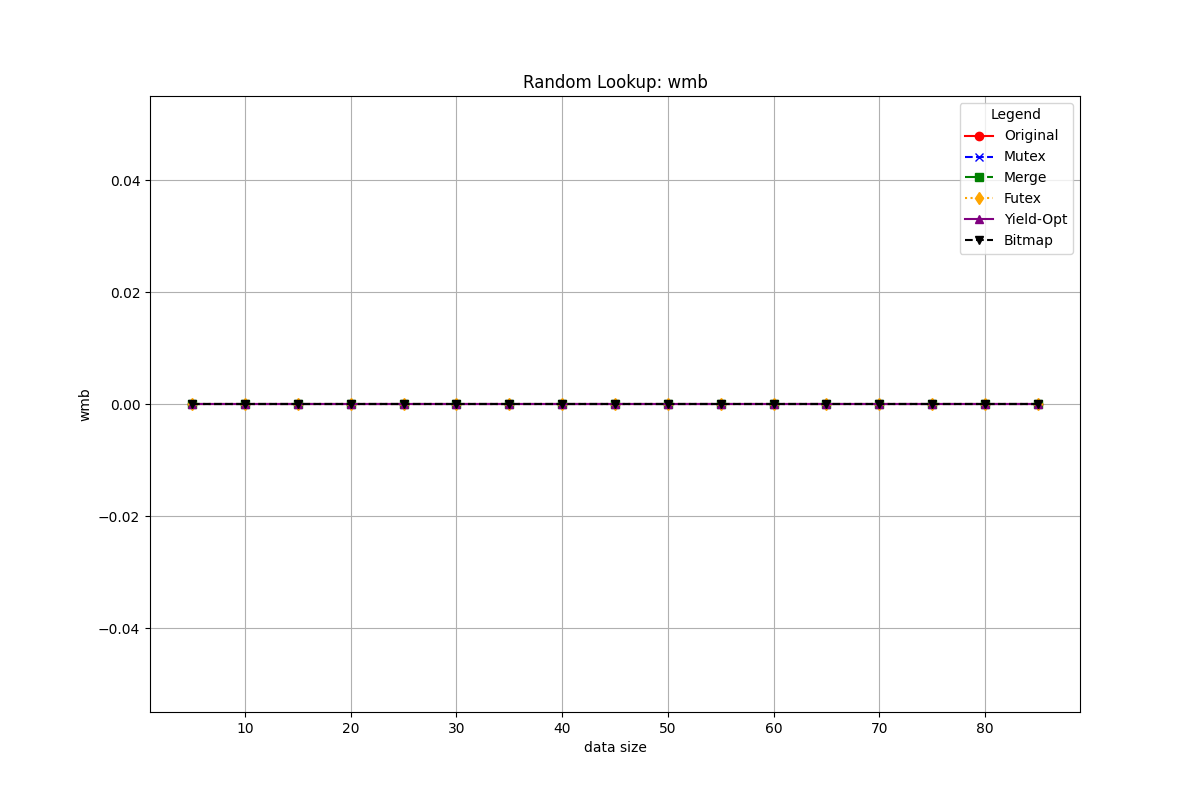 Random Lookup: wmb
Legend
Original
Mutex
Merge
Futex
Yield-Opt
Bitmap
wmb
0.04
0.02
0.00
−0.02
−0.04
10 20 30 40 50 60 70 80
data size